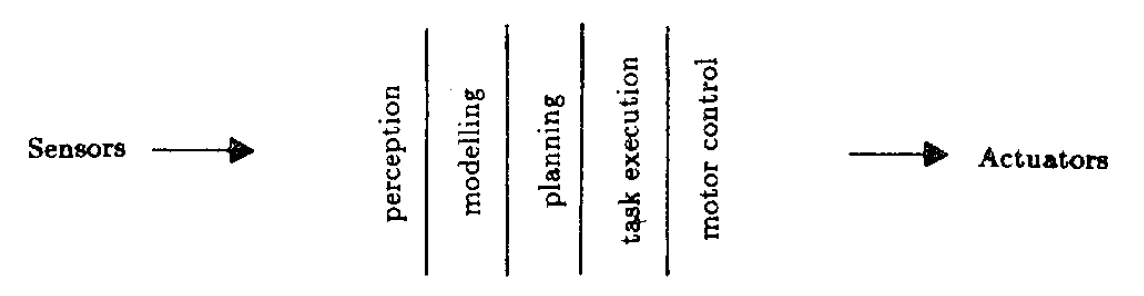 Sensors
perception
modelling
planning
task execution
motor control
Actuators